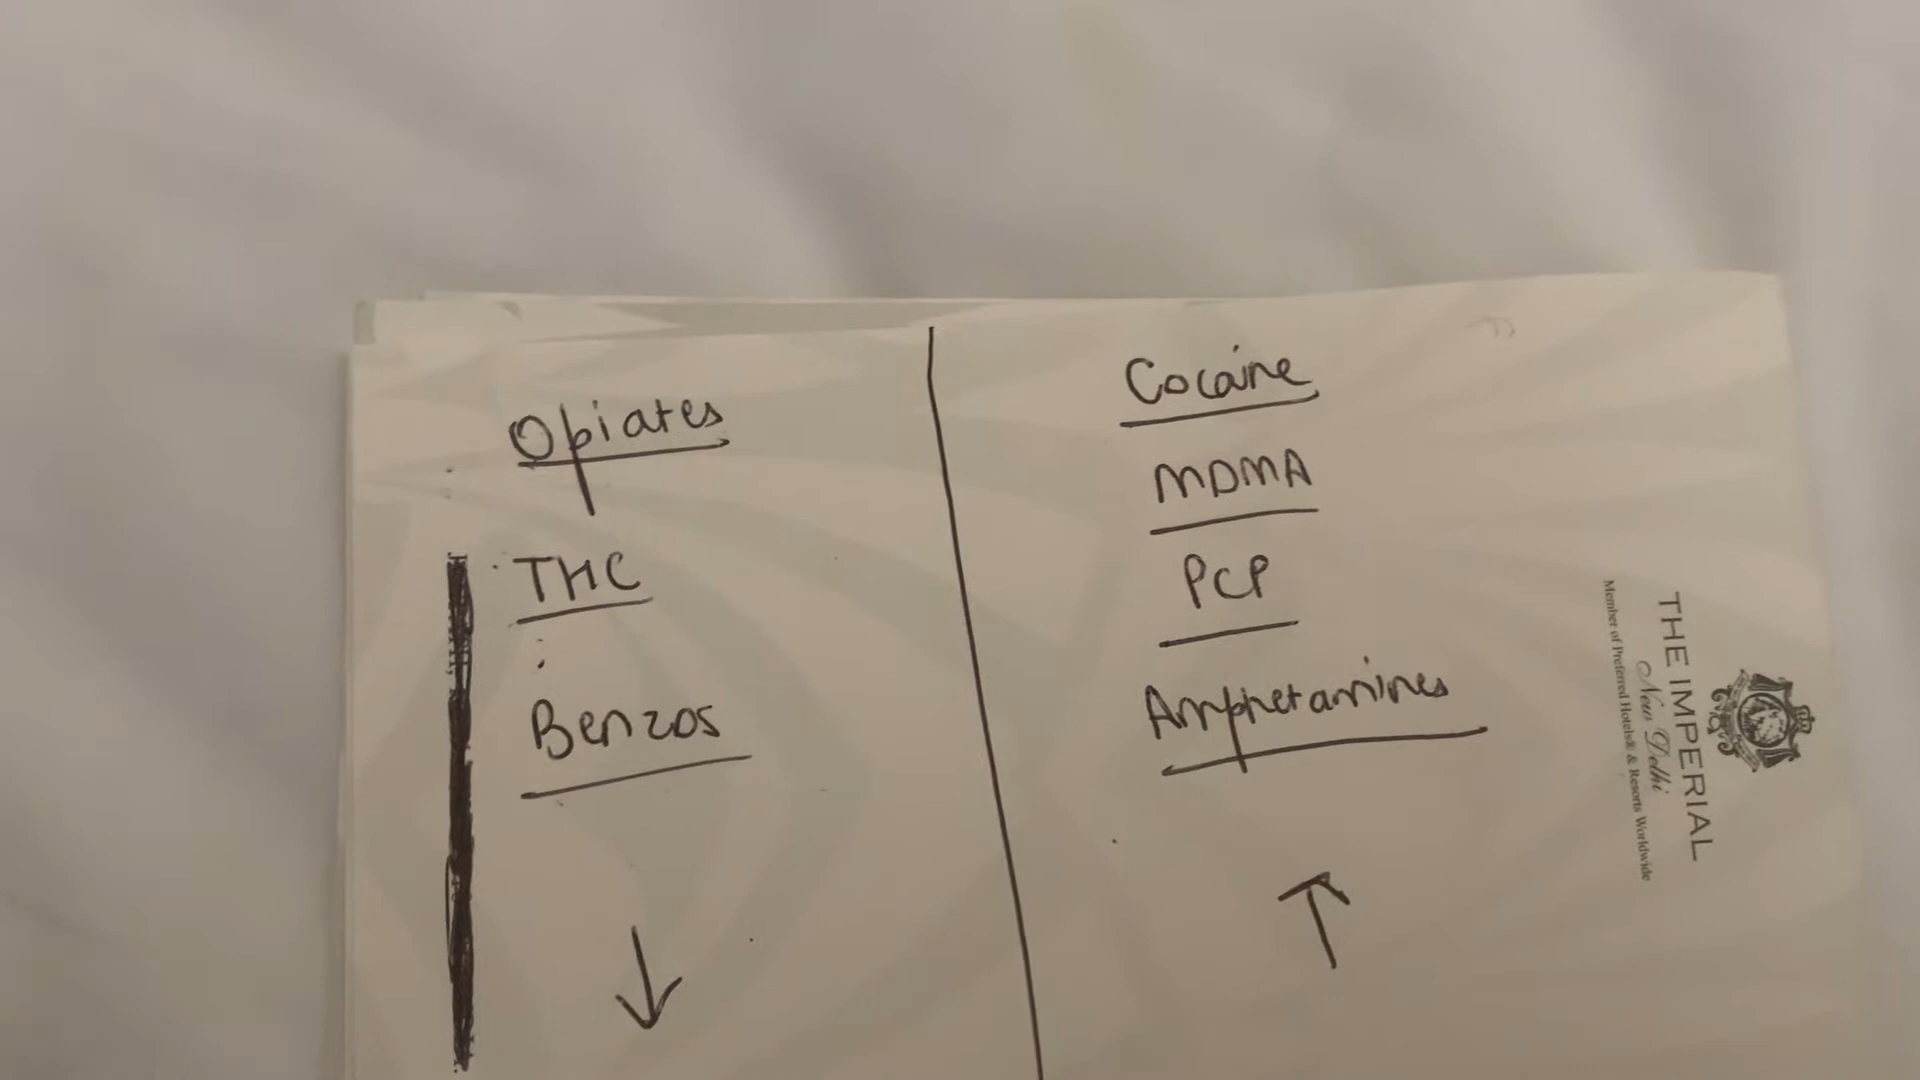 Opiates
THC
Benzos
Cocaine
MDMA
PCP
Amphetamines
THE IMPERIAL
New Delhi
Member of Preferred Hotels® & Resorts Worldwide